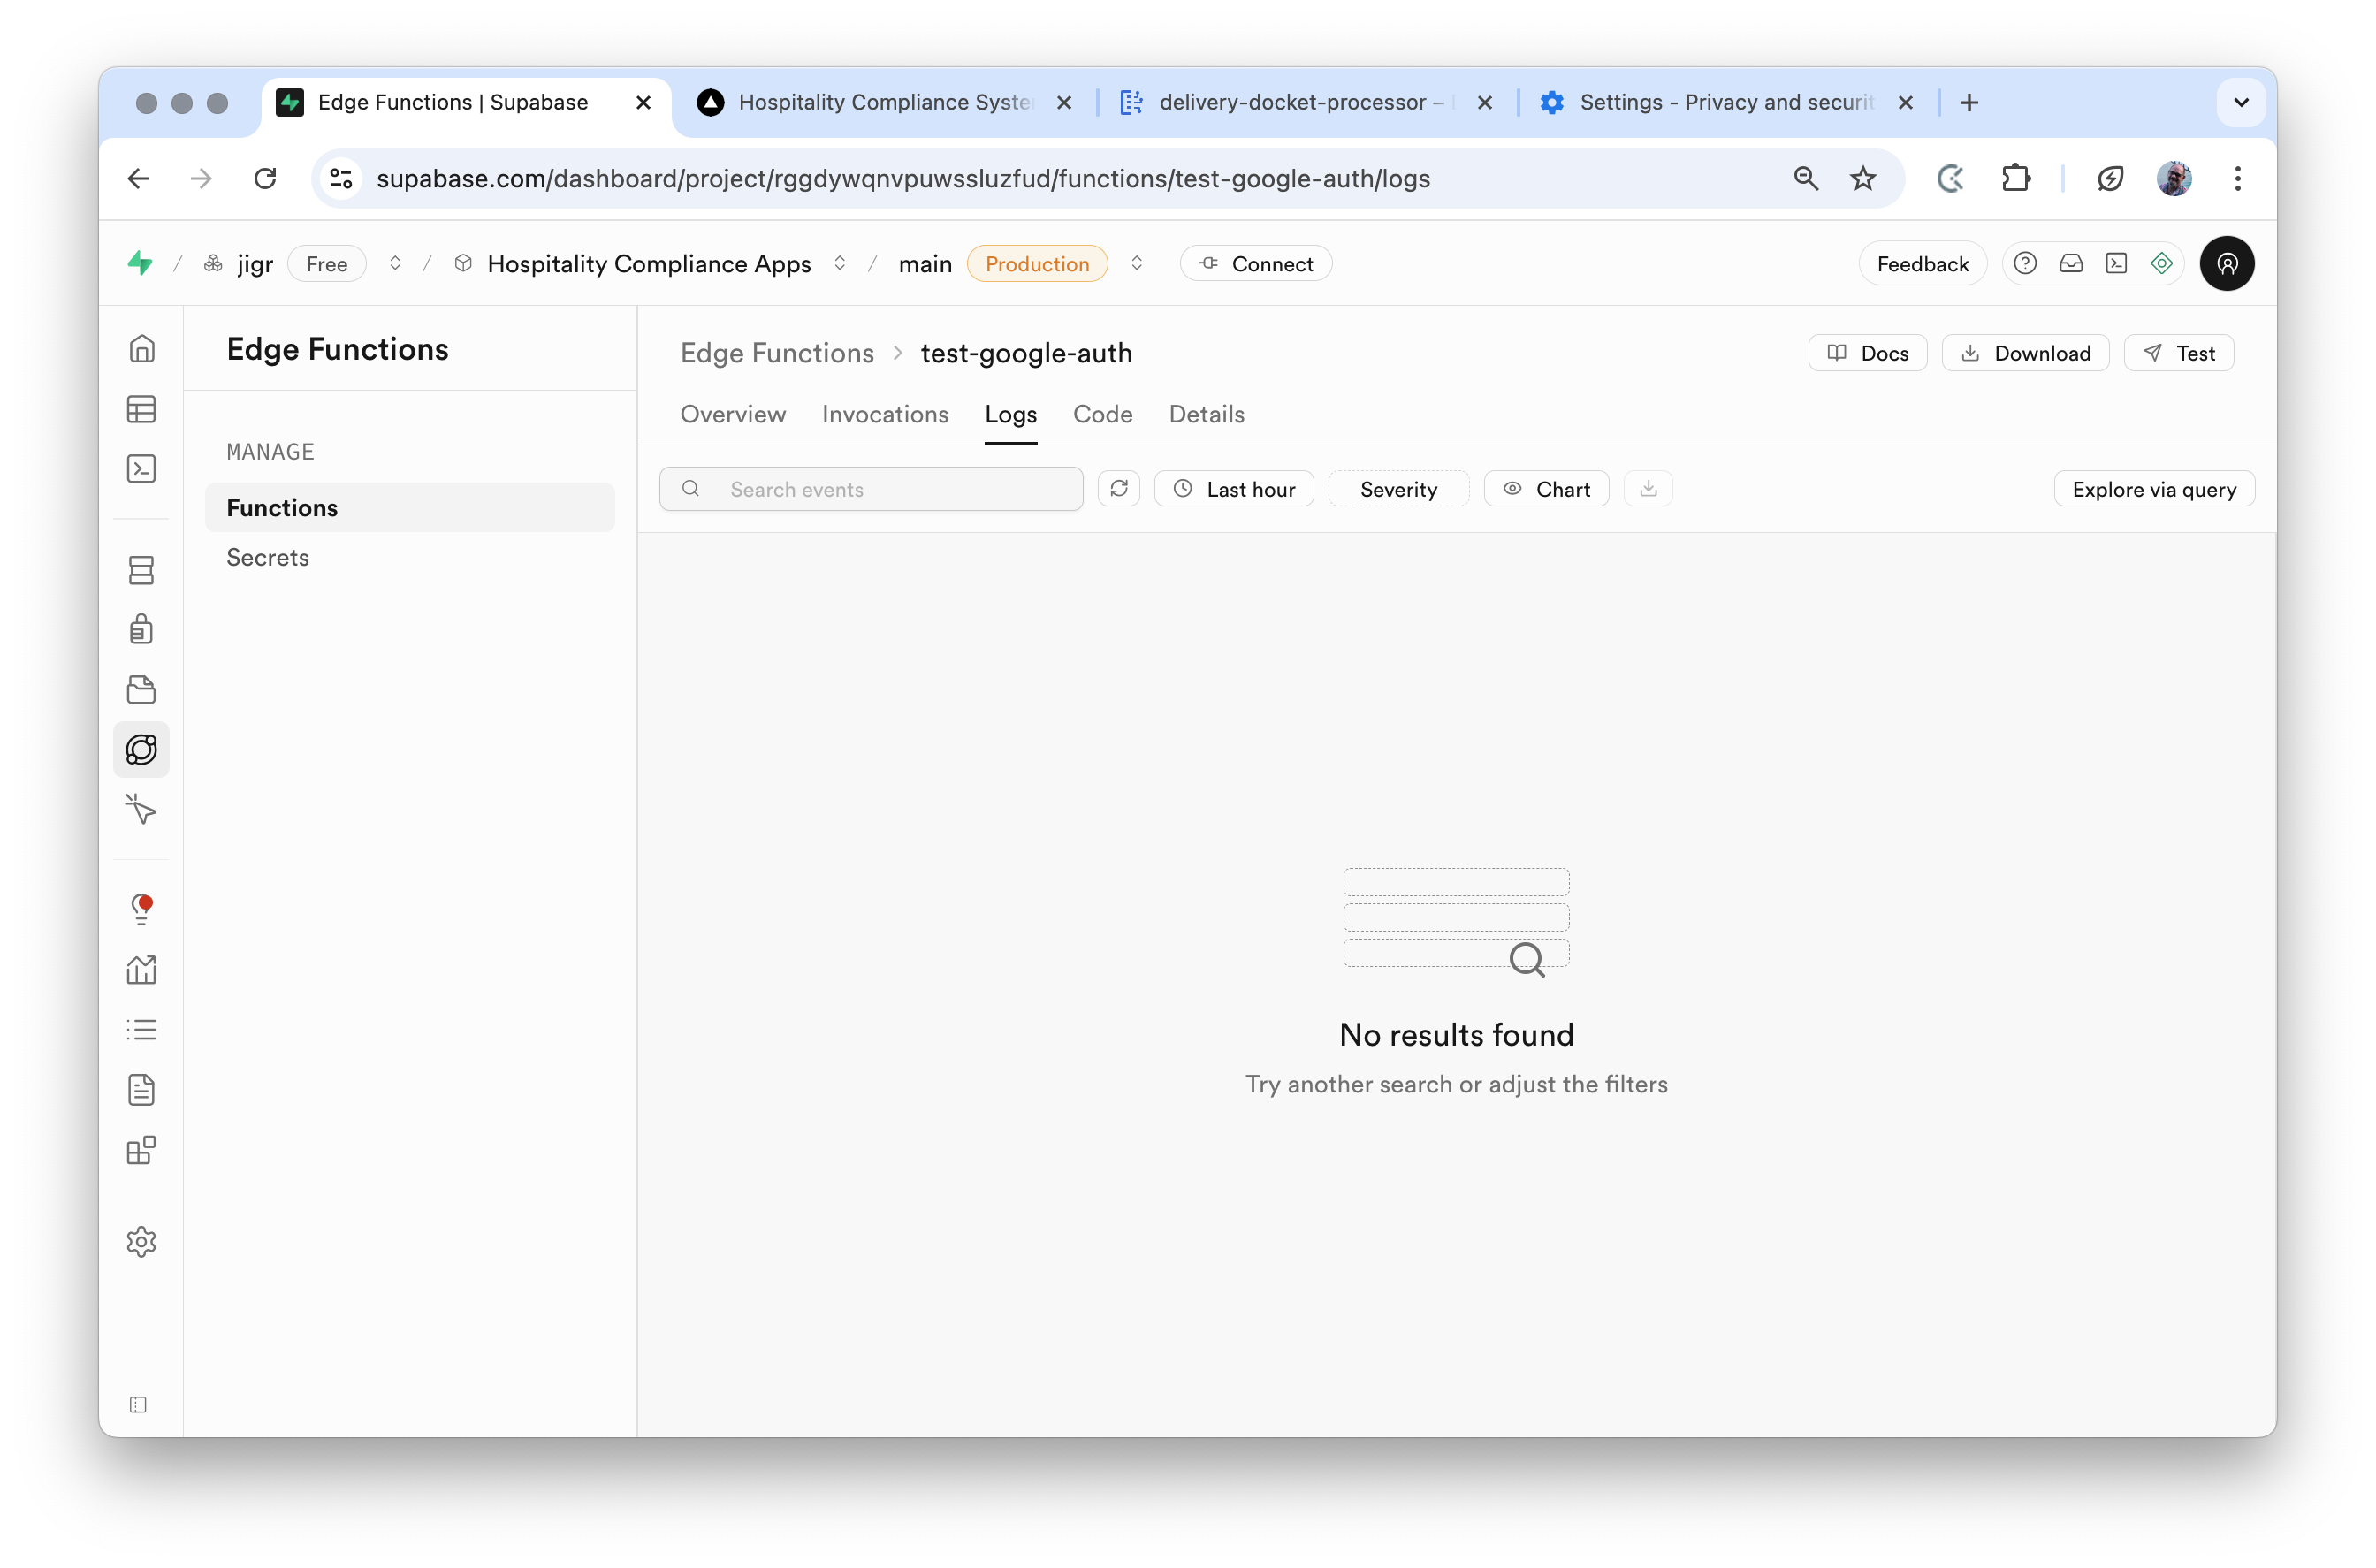 Edge Functions | Supabase
Hospitality Compliance Syste
delivery-docket-processor –
Settings - Privacy and securit
supabase.com/dashboard/project/rggdywqnvpuwssluzfud/functions/test-google-auth/logs
/ jigr Free / Hospitality Compliance Apps / main Production Connect Feedback
Edge Functions
MANAGE
Functions
Secrets
Edge Functions > test-google-auth
Docs Download Test
Overview Invocations Logs Code Details
Search events Last hour Severity Chart Explore via query
No results found
Try another search or adjust the filters